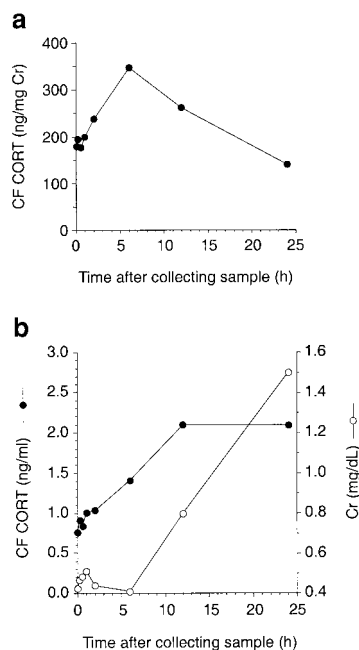 a
400
300
200
100
0
CF CORT (ng/mg Cr)
0 5 10 15 20 25
Time after collecting sample (h)
b
3.0
2.5
2.0
1.5
1.0
0.5
0.0
CF CORT (ng/ml)
1.6
1.4
1.2
1.0
0.8
0.6
0.4
Cr (mg/dL)
0 5 10 15 20 25
Time after collecting sample (h)